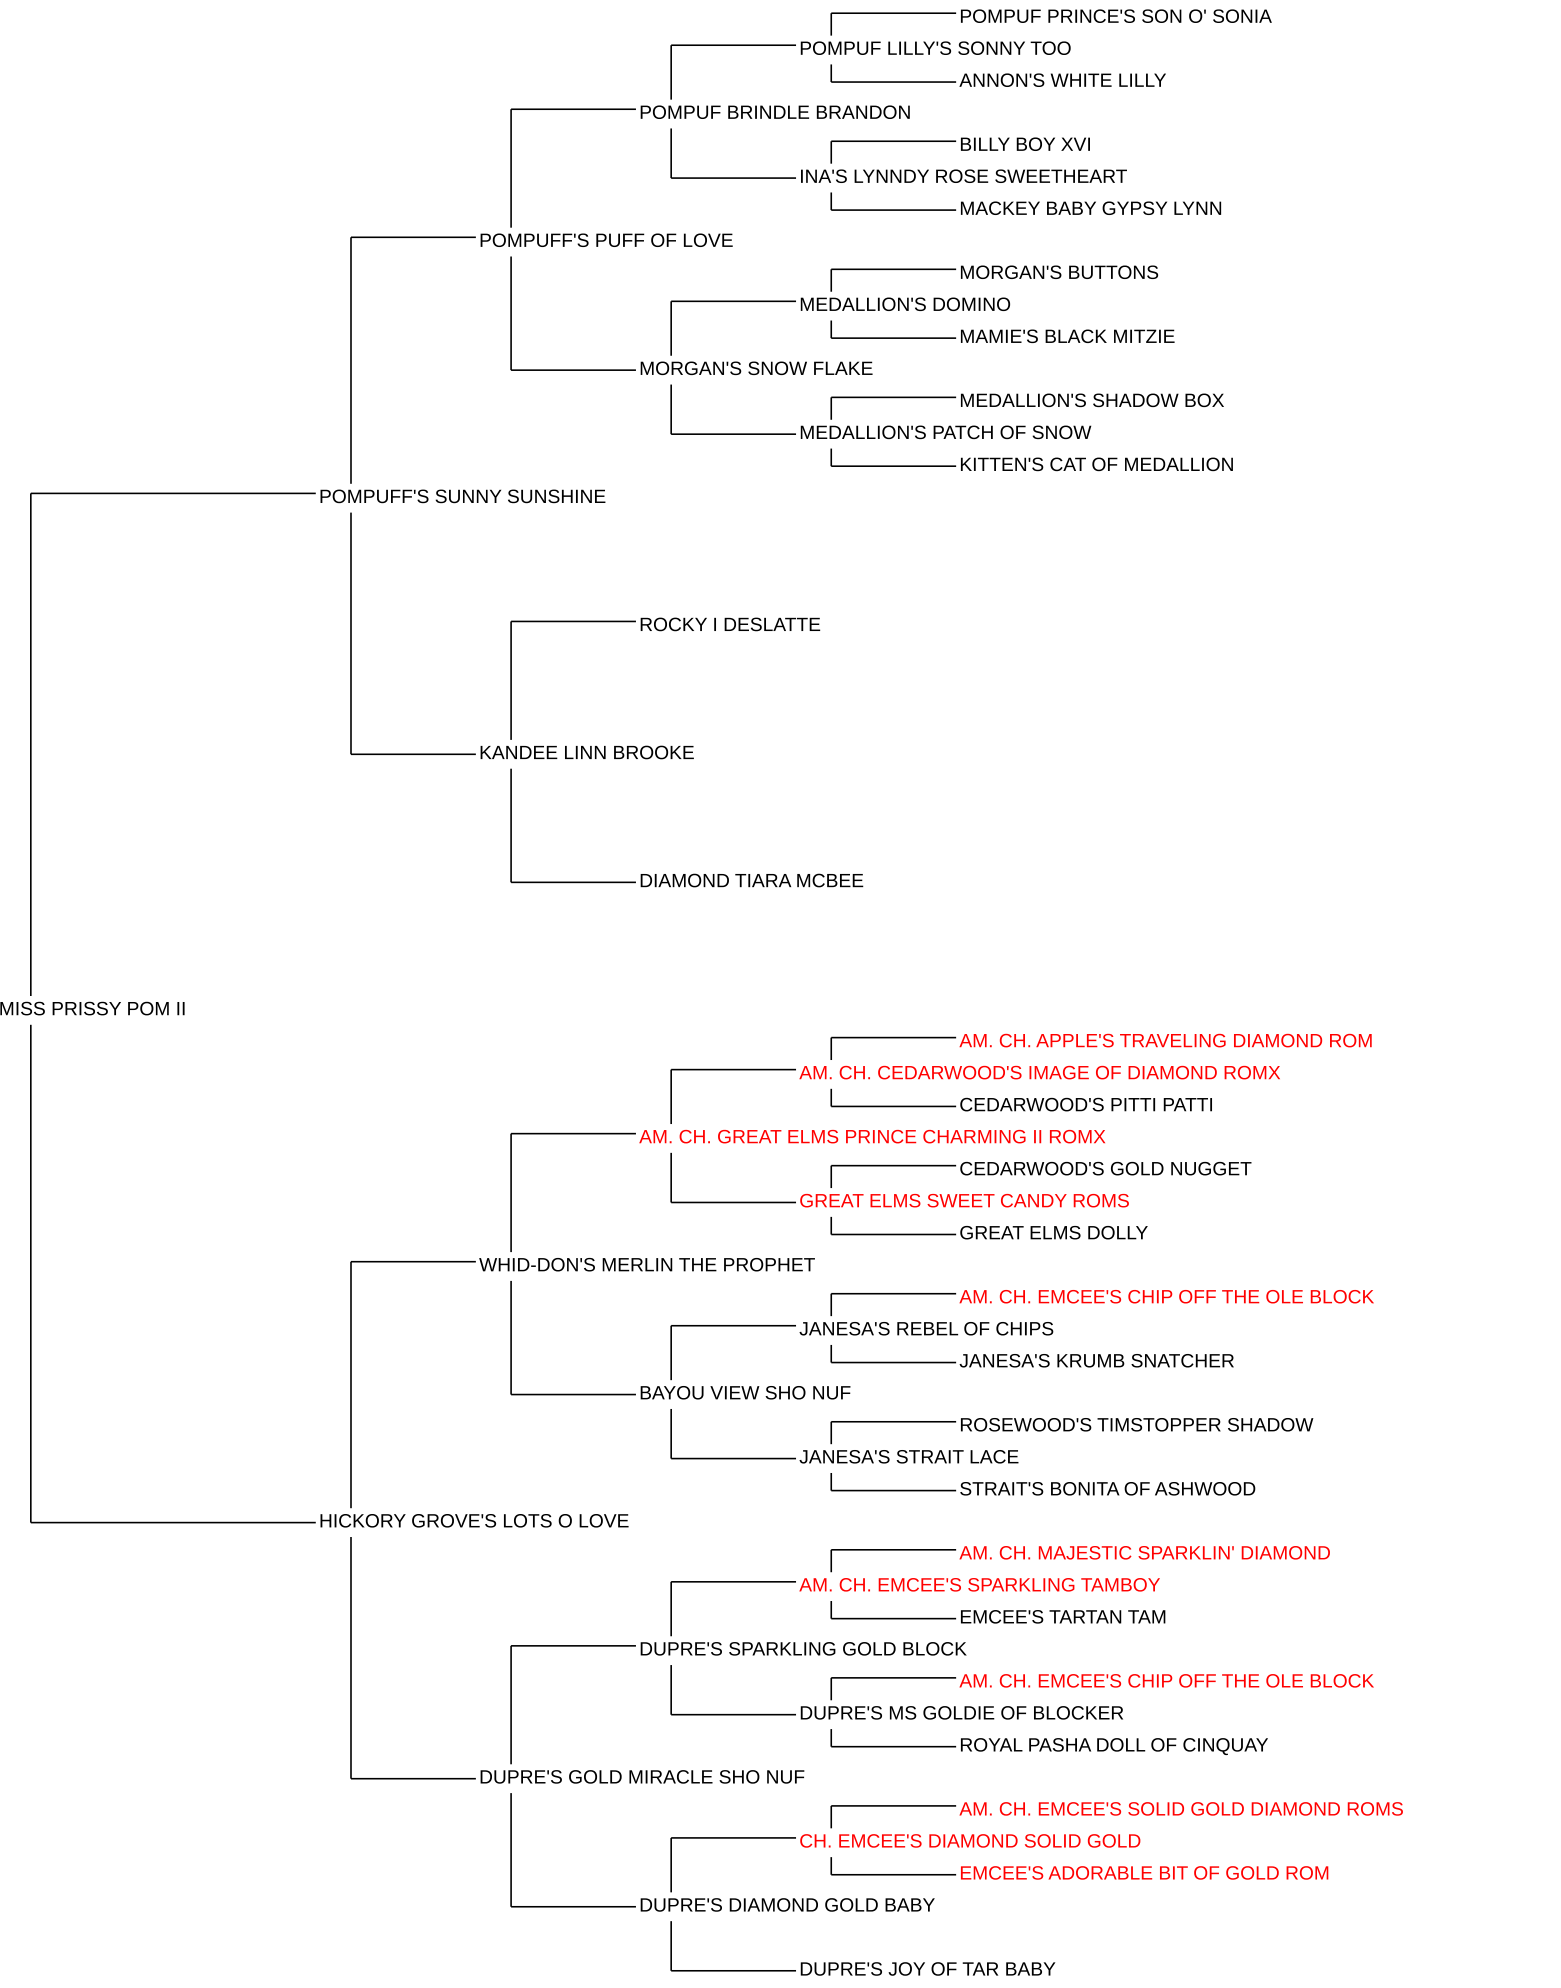 POMPUF PRINCE'S SON O' SONIA
POMPUF LILLY'S SONNY TOO
ANNON'S WHITE LILLY
POMPUF BRINDLE BRANDON
BILLY BOY XVI
INA'S LYNNDY ROSE SWEETHEART
MACKEY BABY GYPSY LYNN
POMPUFF'S PUFF OF LOVE
MORGAN'S BUTTONS
MEDALLION'S DOMINO
MAMIE'S BLACK MITZIE
MORGAN'S SNOW FLAKE
MEDALLION'S SHADOW BOX
MEDALLION'S PATCH OF SNOW
KITTEN'S CAT OF MEDALLION
POMPUFF'S SUNNY SUNSHINE
ROCKY I DESLATTE
KANDEE LINN BROOKE
DIAMOND TIARA MCBEE
MISS PRISSY POM II
AM. CH. APPLE'S TRAVELING DIAMOND ROM
AM. CH. CEDARWOOD'S IMAGE OF DIAMOND ROMX
CEDARWOOD'S PITTI PATTI
AM. CH. GREAT ELMS PRINCE CHARMING II ROMX
CEDARWOOD'S GOLD NUGGET
GREAT ELMS SWEET CANDY ROMS
GREAT ELMS DOLLY
WHID-DON'S MERLIN THE PROPHET
AM. CH. EMCEE'S CHIP OFF THE OLE BLOCK
JANESA'S REBEL OF CHIPS
JANESA'S KRUMB SNATCHER
BAYOU VIEW SHO NUF
ROSEWOOD'S TIMSTOPPER SHADOW
JANESA'S STRAIT LACE
STRAIT'S BONITA OF ASHWOOD
HICKORY GROVE'S LOTS O LOVE
AM. CH. MAJESTIC SPARKLIN' DIAMOND
AM. CH. EMCEE'S SPARKLING TAMBOY
EMCEE'S TARTAN TAM
DUPRE'S SPARKLING GOLD BLOCK
AM. CH. EMCEE'S CHIP OFF THE OLE BLOCK
DUPRE'S MS GOLDIE OF BLOCKER
ROYAL PASHA DOLL OF CINQUAY
DUPRE'S GOLD MIRACLE SHO NUF
AM. CH. EMCEE'S SOLID GOLD DIAMOND ROMS
CH. EMCEE'S DIAMOND SOLID GOLD
EMCEE'S ADORABLE BIT OF GOLD ROM
DUPRE'S DIAMOND GOLD BABY
DUPRE'S JOY OF TAR BABY